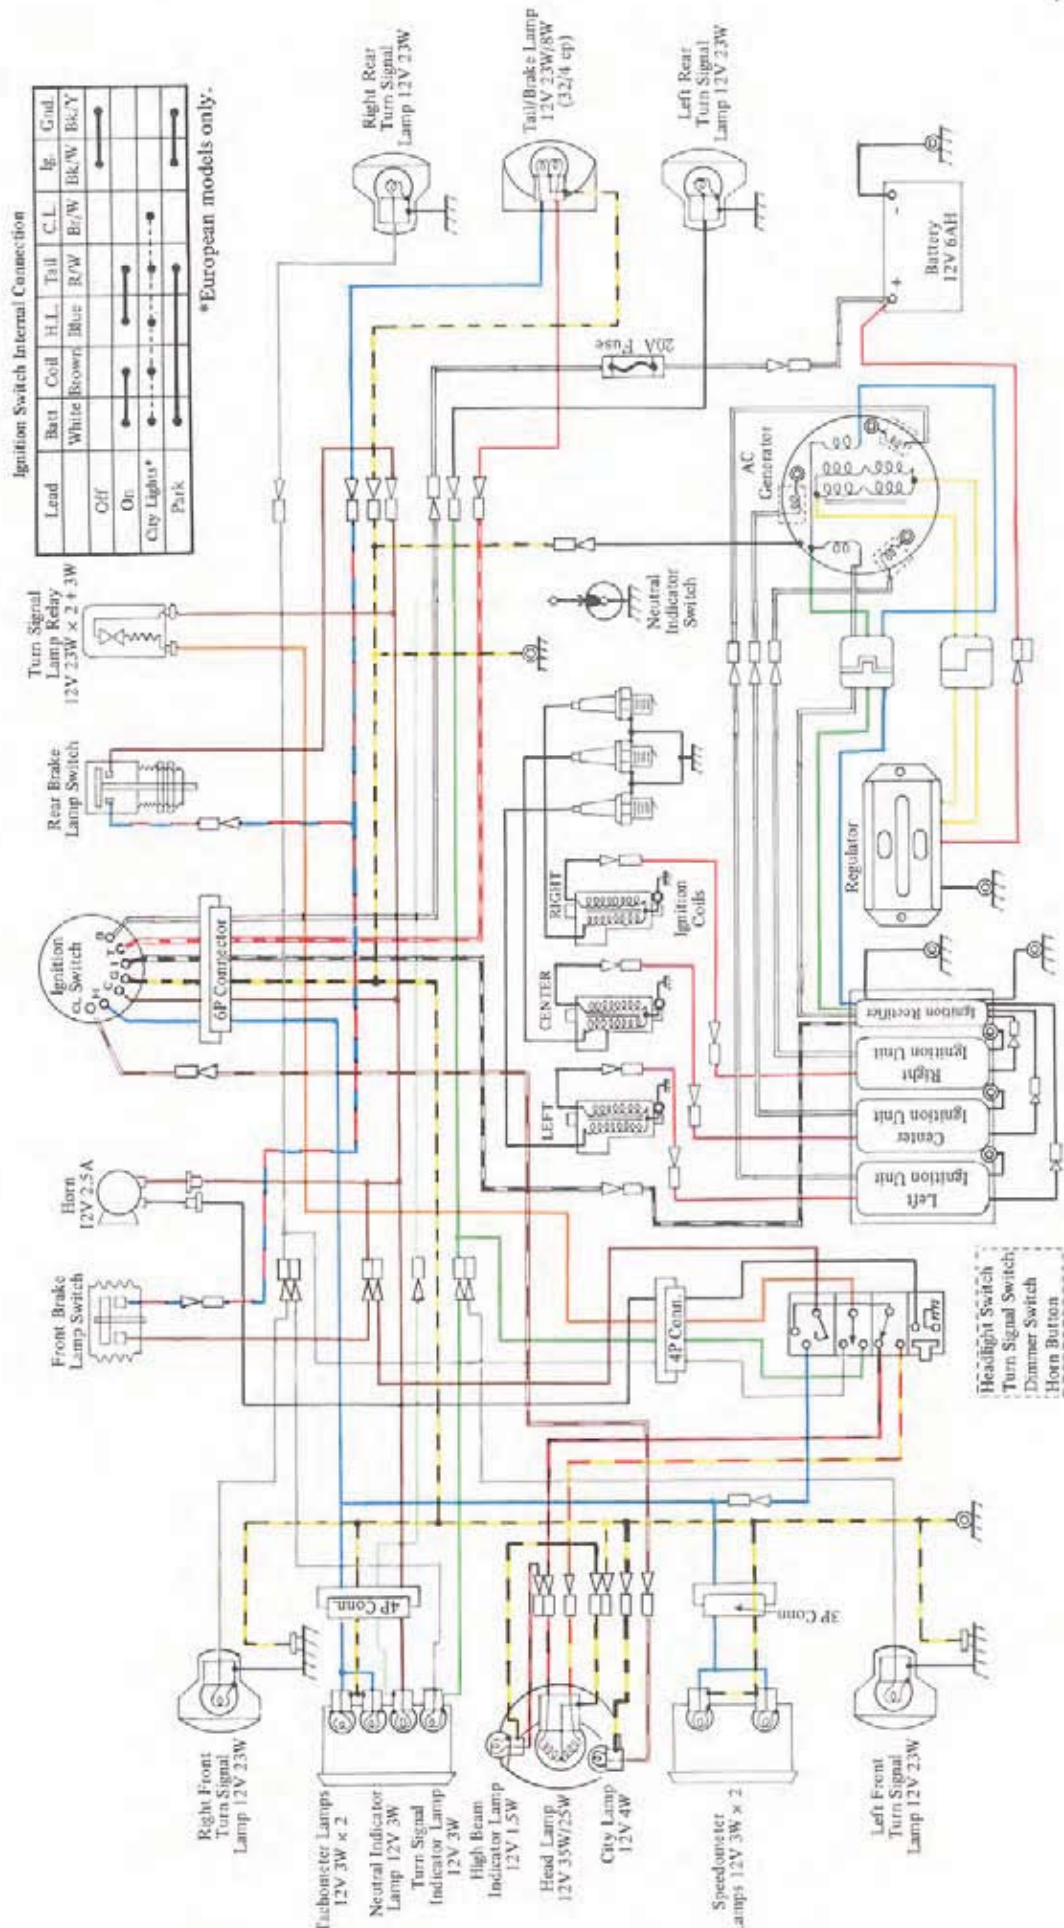 Ignition Switch Internal Connection
Lead Batt Coil H.L. Tail C.L. Ig. Gnd.
White Brown Blue R/W Br/W Bk/W Bk/Y
Off
On
City Lights*
Park
*European models only.
Right Rear
Turn Signal
Lamp 12V 23W
Tail/Brake Lamp
12V 23W/8W
(32/4 cp)
Left Rear
Turn Signal
Lamp 12V 23W
Turn Signal
Lamp Relay
12V 23W × 2 + 3W
Rear Brake
Lamp Switch
Ignition
Switch
CL H C G I T B
6P Connector
Horn
12V 2.5A
Front Brake
Lamp Switch
20A Fuse
Battery
12V 6AH
+ -
AC
Generator
Neutral
Indicator
Switch
RIGHT
CENTER
LEFT
Ignition
Coils
Regulator
Ignition Rectifier
Right
Ignition Unit
Center
Ignition Unit
Left
Ignition Unit
4P Conn.
Headlight Switch
Turn Signal Switch
Dimmer Switch
Horn Button
4P Conn.
3P Conn.
Right Front
Turn Signal
Lamp 12V 23W
Tachometer Lamps
12V 3W × 2
Neutral Indicator
Lamp 12V 3W
Turn Signal
Indicator Lamp
12V 3W
High Beam
Indicator Lamp
12V 1.5W
Head Lamp
12V 35W/25W
City Lamp
12V 4W
Speedometer
Lamps 12V 3W × 2
Left Front
Turn Signal
Lamp 12V 23W